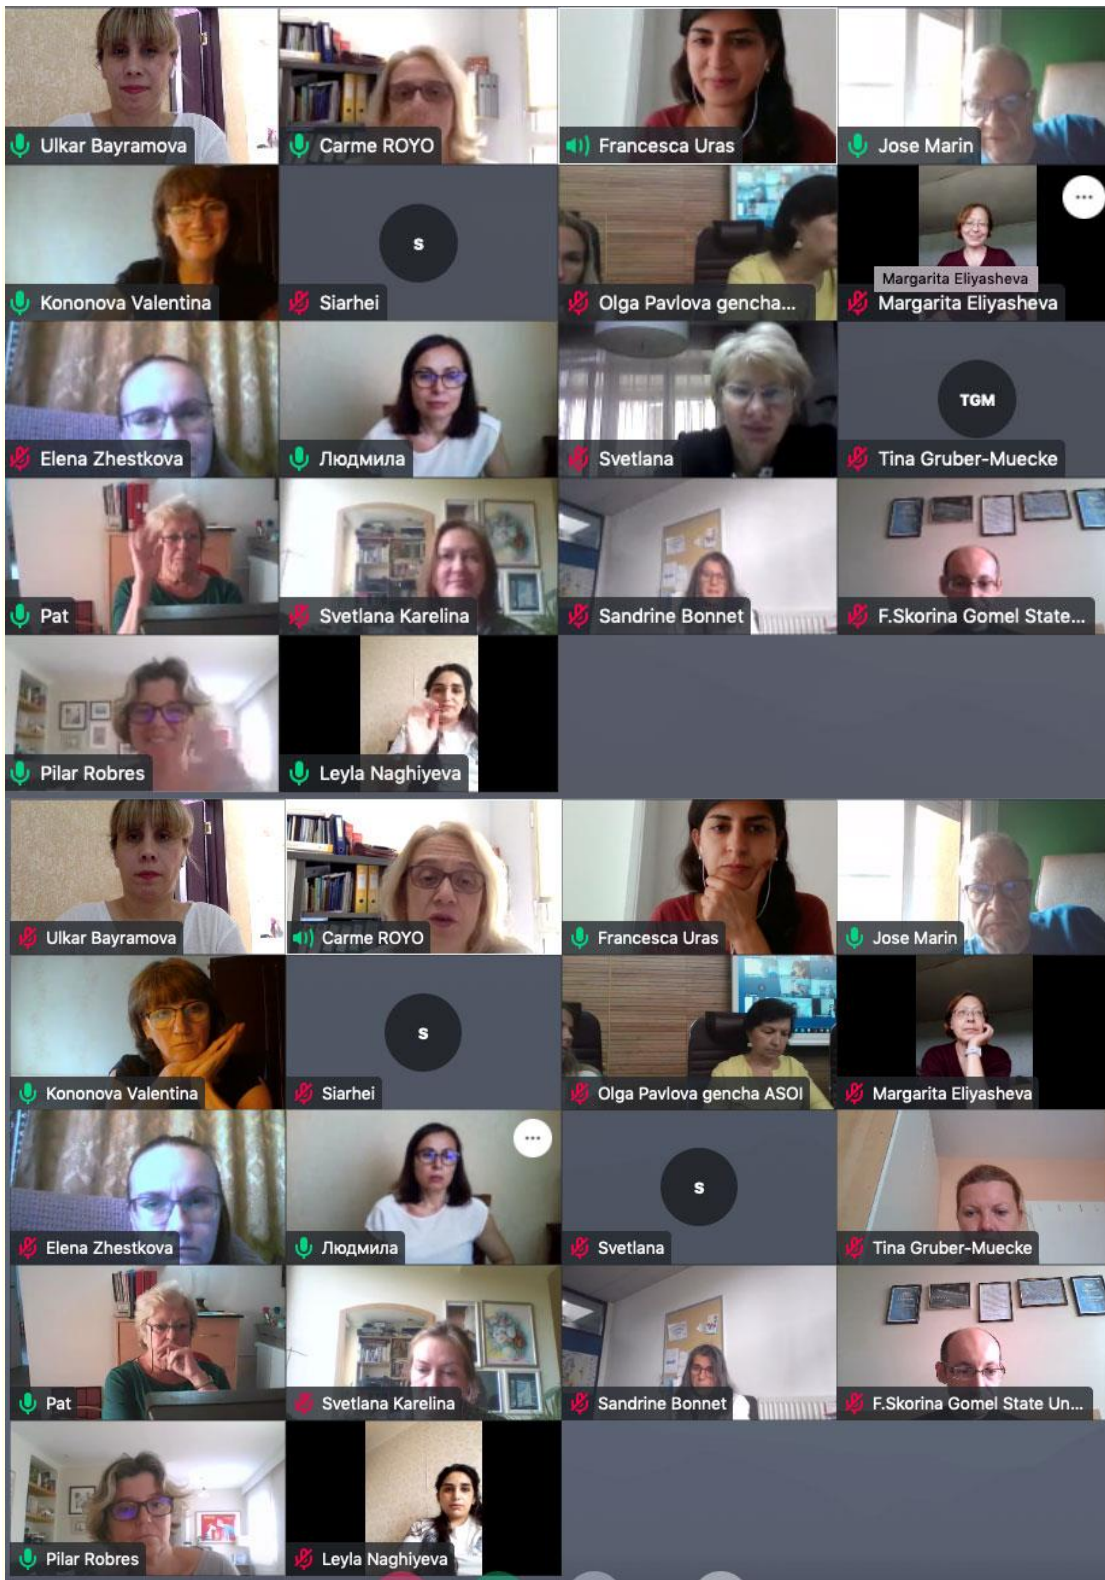 Ulkar Bayramova
Carme ROYO
Francesca Uras
Jose Marin
Kononova Valentina
S
Siarhei
Olga Pavlova gencha...
Margarita Eliyasheva
Margarita Eliyasheva
Elena Zhestkova
Людмила
Svetlana
TGM
Tina Gruber-Muecke
Pat
Svetlana Karelina
Sandrine Bonnet
F.Skorina Gomel State...
Pilar Robres
Leyla Naghiyeva
Ulkar Bayramova
Carme ROYO
Francesca Uras
Jose Marin
Kononova Valentina
S
Siarhei
Olga Pavlova gencha ASOI
Margarita Eliyasheva
Elena Zhestkova
Людмила
S
Svetlana
Tina Gruber-Muecke
Pat
Svetlana Karelina
Sandrine Bonnet
F.Skorina Gomel State Un...
Pilar Robres
Leyla Naghiyeva